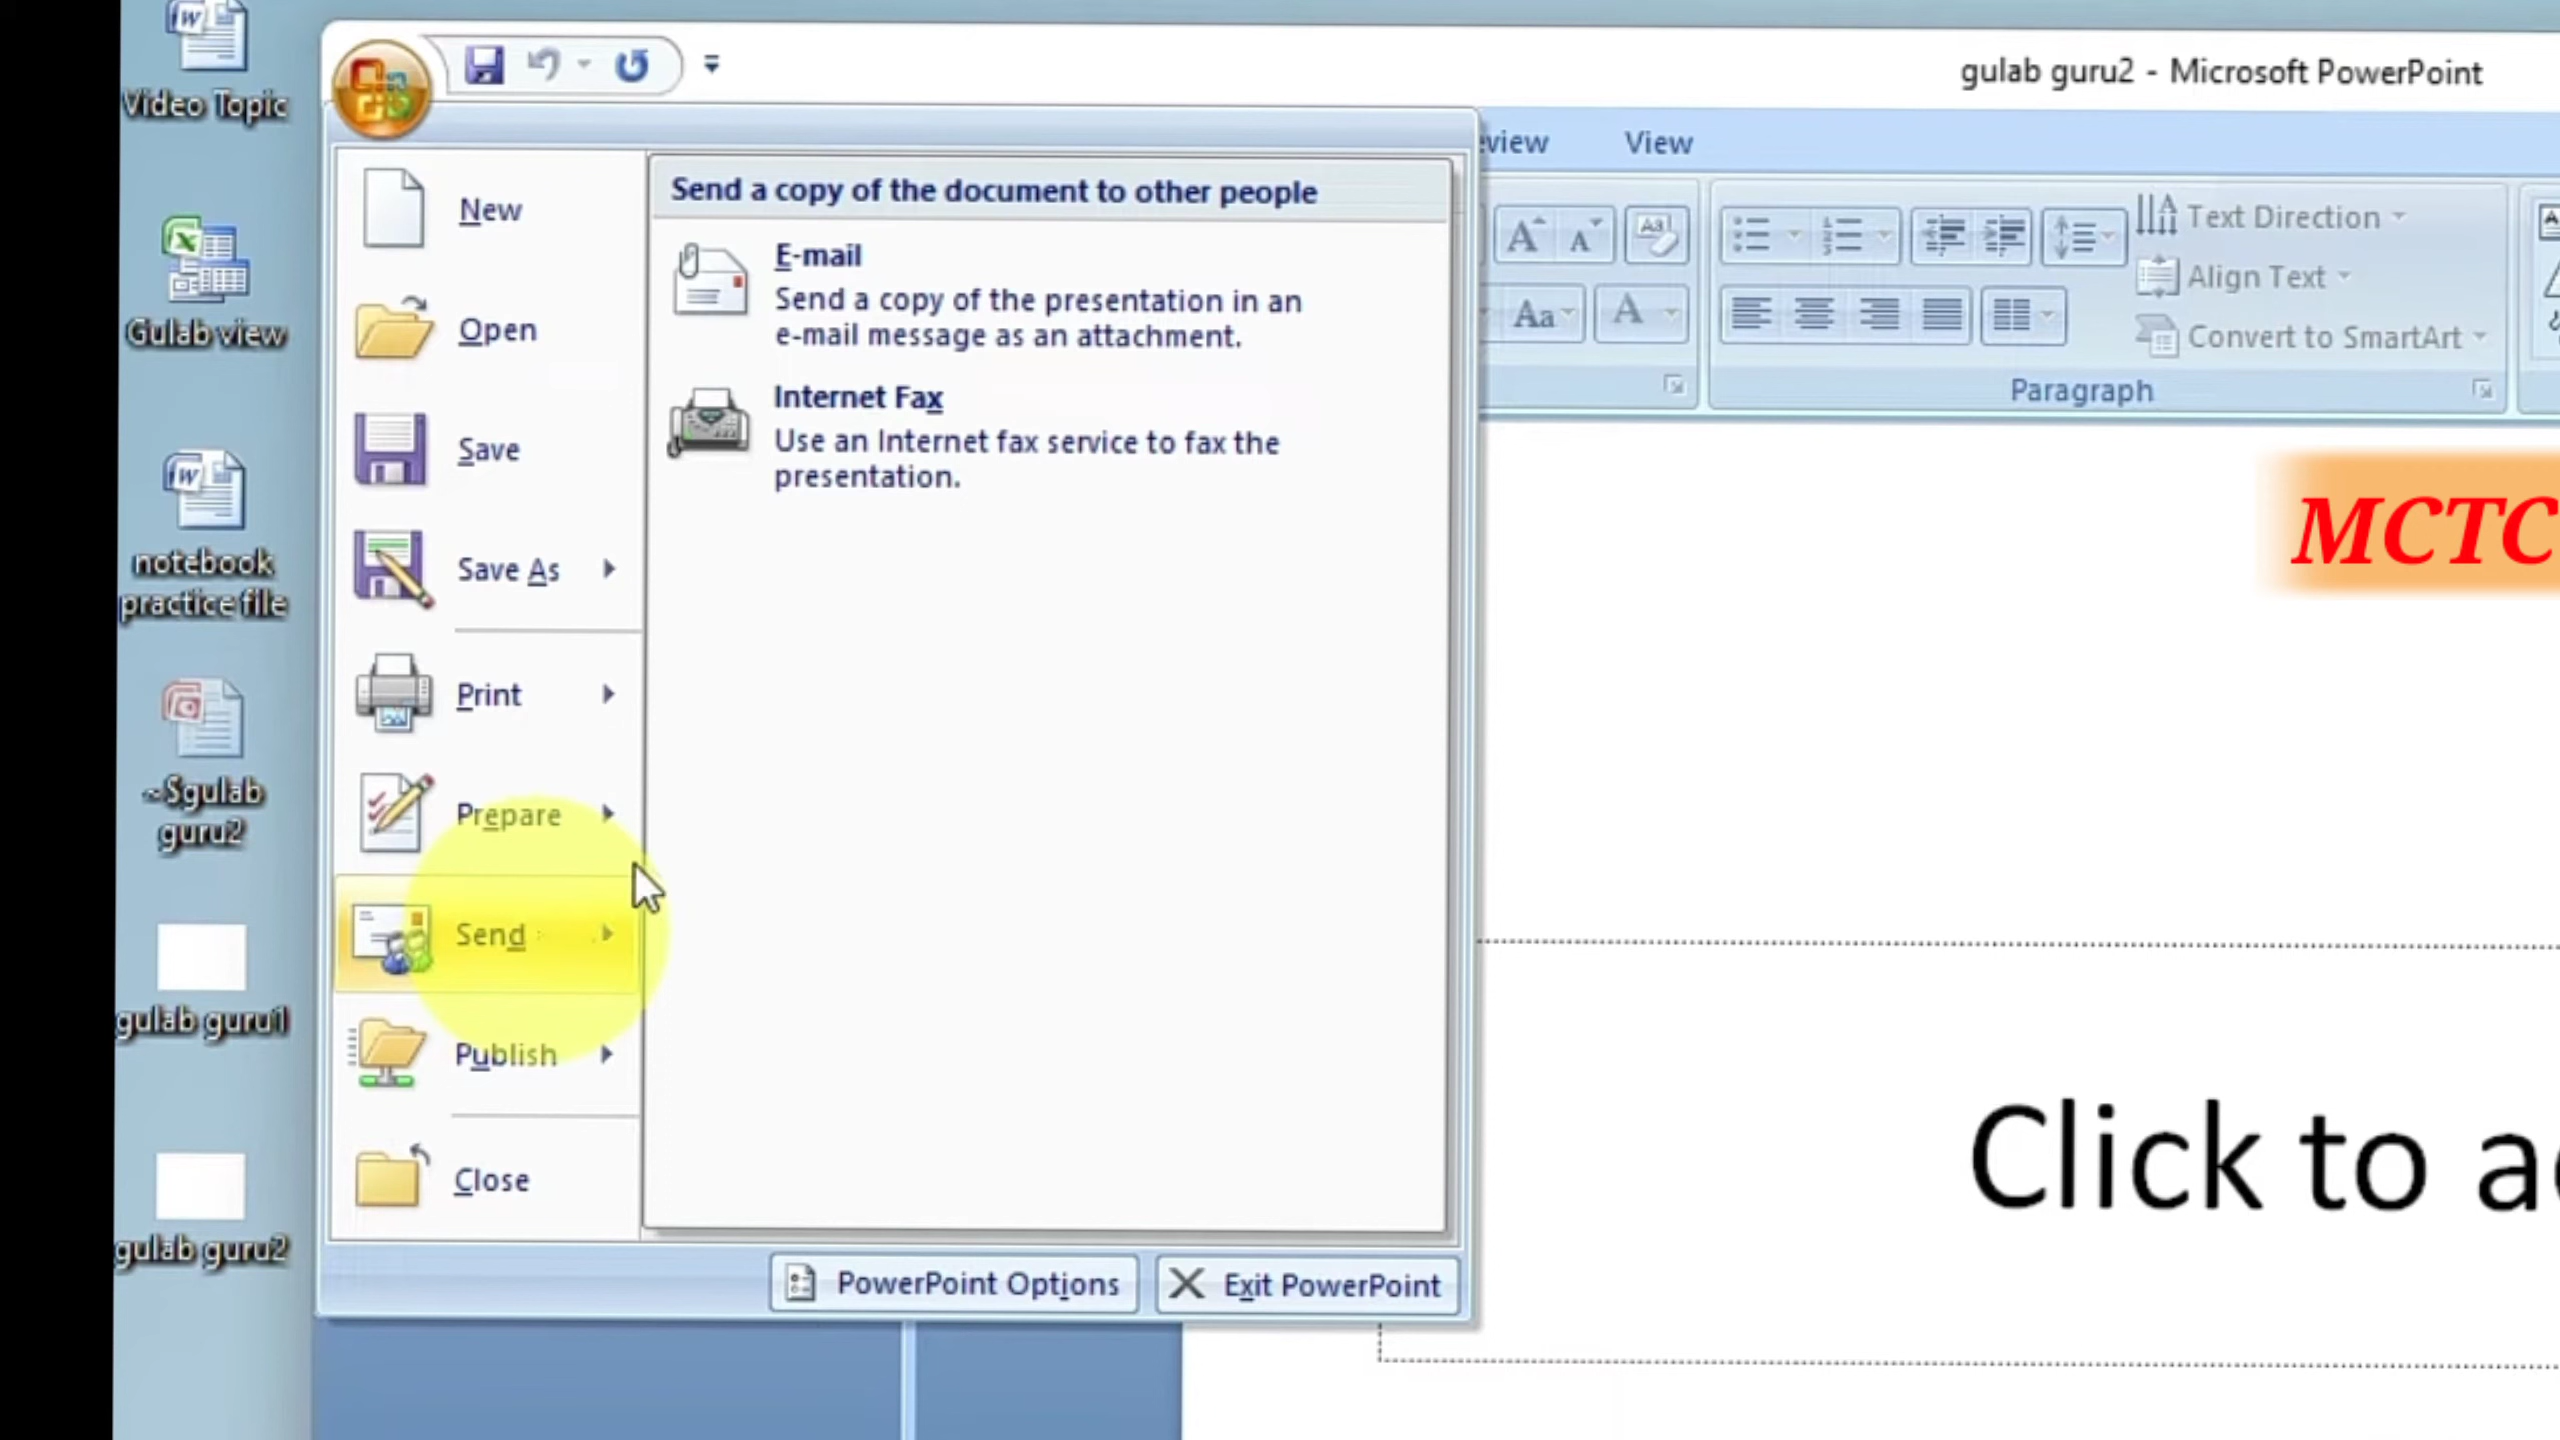 Video Topic
Gulab view
notebook
practice file
~$gulab
guru2
gulab guru1
gulab guru2
gulab guru2 - Microsoft PowerPoint
view
View
New
Open
Save
Save As
Print
Prepare
Send
Publish
Close
Send a copy of the document to other people
E-mail
Send a copy of the presentation in an
e-mail message as an attachment.
Internet Fax
Use an Internet fax service to fax the
presentation.
PowerPoint Options
Exit PowerPoint
Aa
A
Text Direction
Align Text
Convert to SmartArt
Paragraph
MCTC
Click to